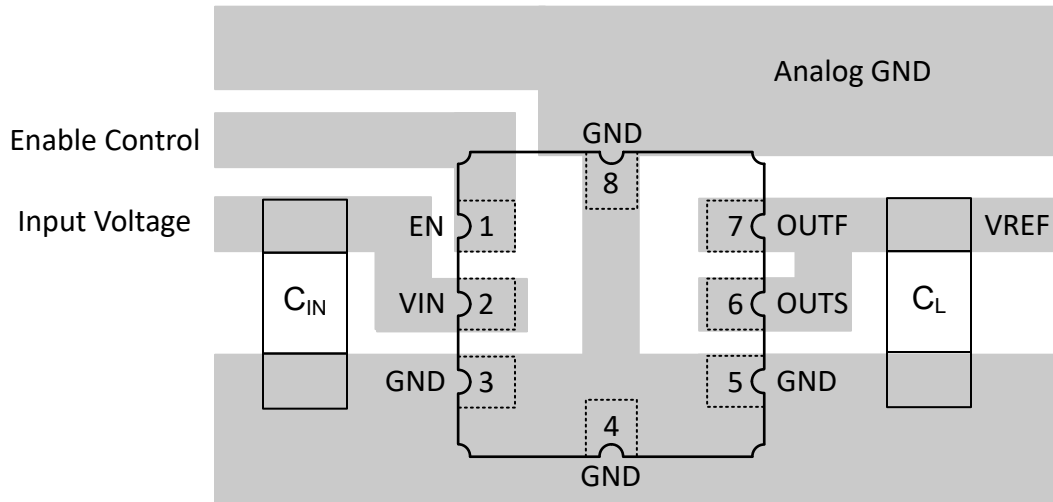 Analog GND
GND
Enable Control
8
Input Voltage
EN 1
7 OUTF
VREF
CIN
VIN 2
6 OUTS
CL
GND 3
5 GND
4
GND